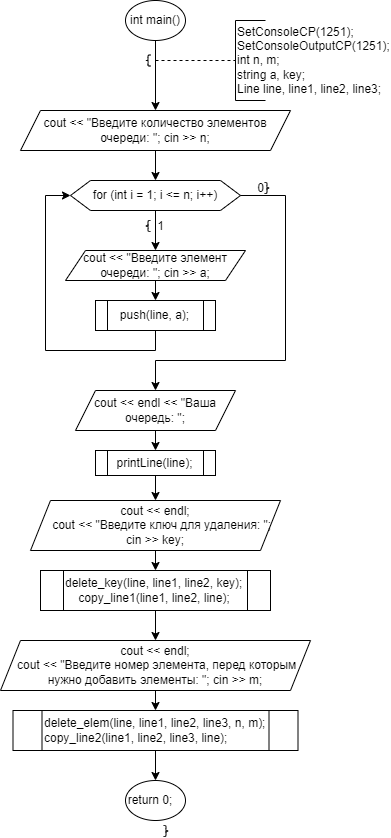 int main()
{
SetConsoleCP(1251);
SetConsoleOutputCP(1251);
int n, m;
string a, key;
Line line, line1, line2, line3;
cout << "Введите количество элементов
очереди: "; cin >> n;
for (int i = 1; i <= n; i++)
0}
{ 1
cout << "Введите элемент
очереди: "; cin >> a;
push(line, a);
cout << endl << "Ваша
очередь: ";
printLine(line);
cout << endl;
cout << "Введите ключ для удаления: ";
cin >> key;
delete_key(line, line1, line2, key);
copy_line1(line1, line2, line);
cout << endl;
cout << "Введите номер элемента, перед которым
нужно добавить элементы: "; cin >> m;
delete_elem(line, line1, line2, line3, n, m);
copy_line2(line1, line2, line3, line);
return 0;
}